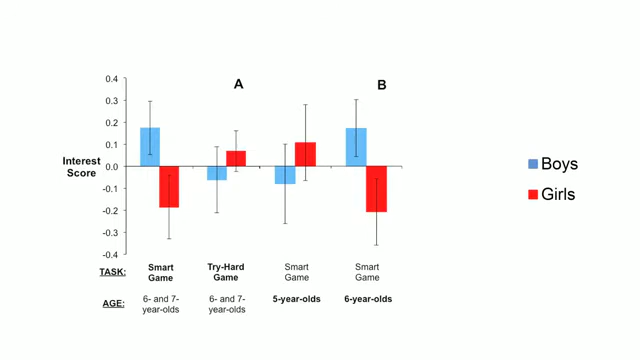 A
B
0.4
0.3
0.2
0.1
0.0
-0.1
-0.2
-0.3
-0.4
Interest
Score
Boys
Girls
TASK:
Smart
Game
Try-Hard
Game
Smart
Game
Smart
Game
AGE:
6- and 7-
year-olds
6- and 7-
year-olds
5-year-olds
6-year-olds